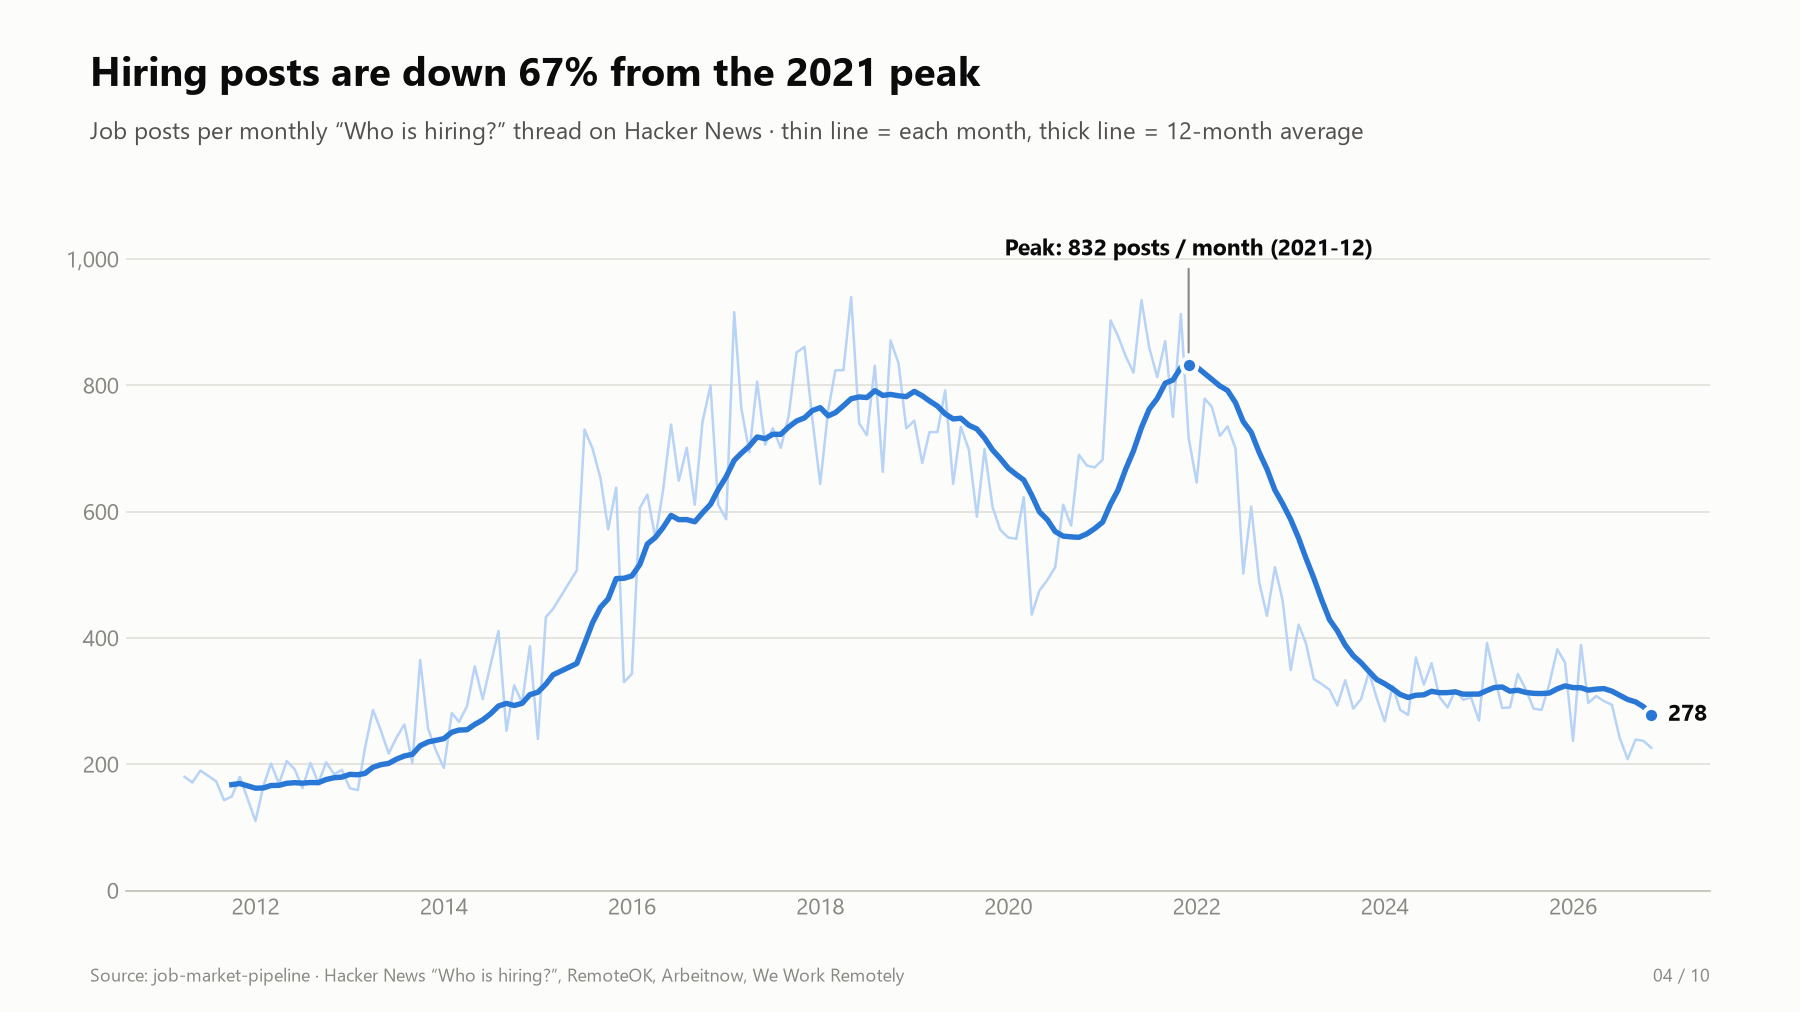 Hiring posts are down 67% from the 2021 peak
Job posts per monthly “Who is hiring?” thread on Hacker News · thin line = each month, thick line = 12-month average
Peak: 832 posts / month (2021-12)
1,000
800
600
400
200
0
278
2012 2014 2016 2018 2020 2022 2024 2026
Source: job-market-pipeline · Hacker News “Who is hiring?”, RemoteOK, Arbeitnow, We Work Remotely
04 / 10